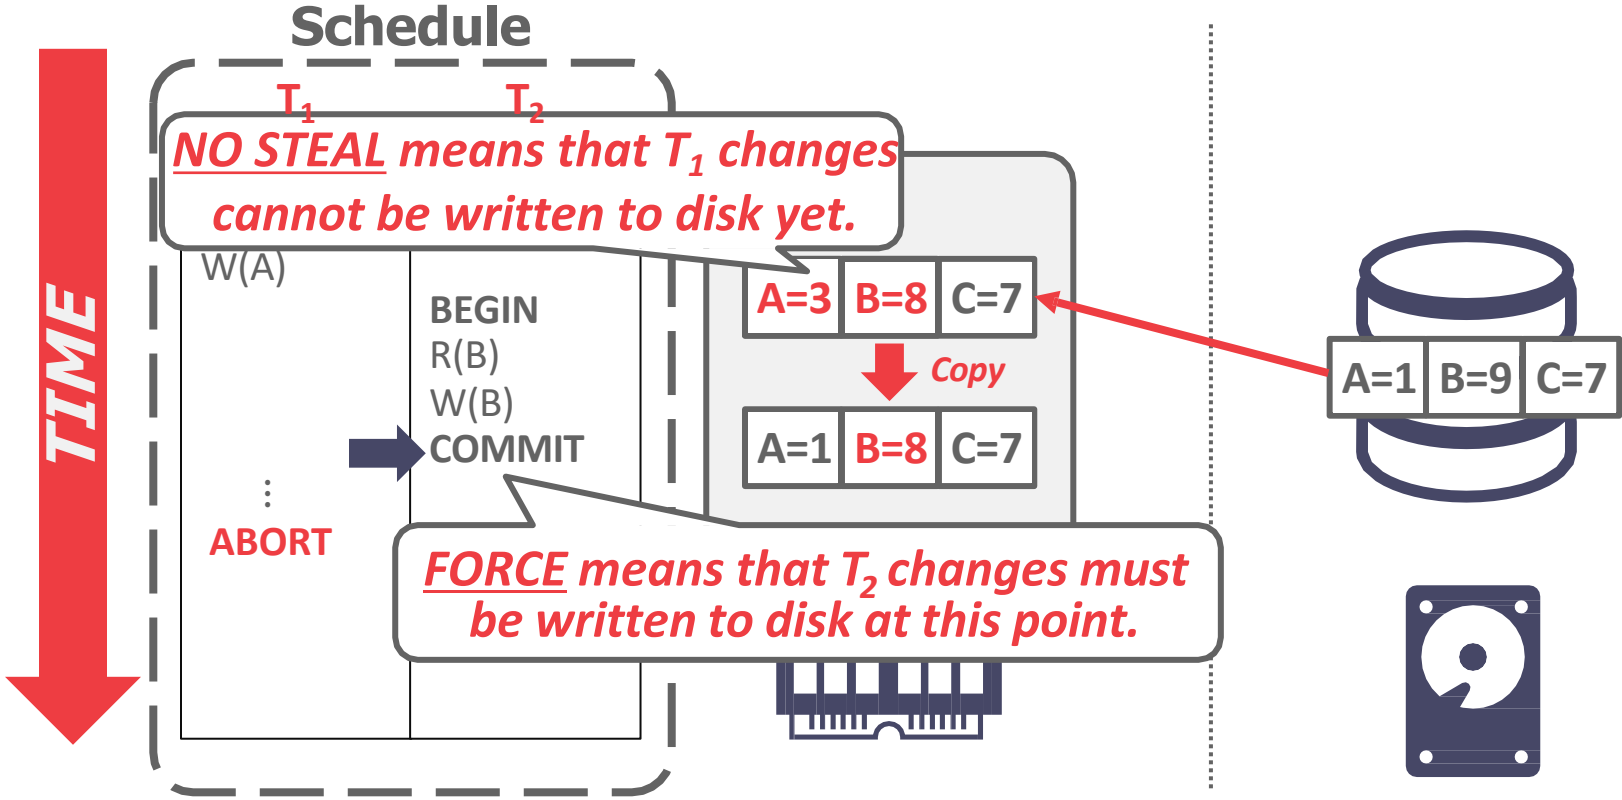 Schedule
T1 T2
NO STEAL means that T1 changes
cannot be written to disk yet.
W(A)
BEGIN
R(B)
W(B)
COMMIT
⋮
ABORT
TIME
A=3 B=8 C=7
Copy
A=1 B=8 C=7
A=1 B=9 C=7
FORCE means that T2 changes must
be written to disk at this point.